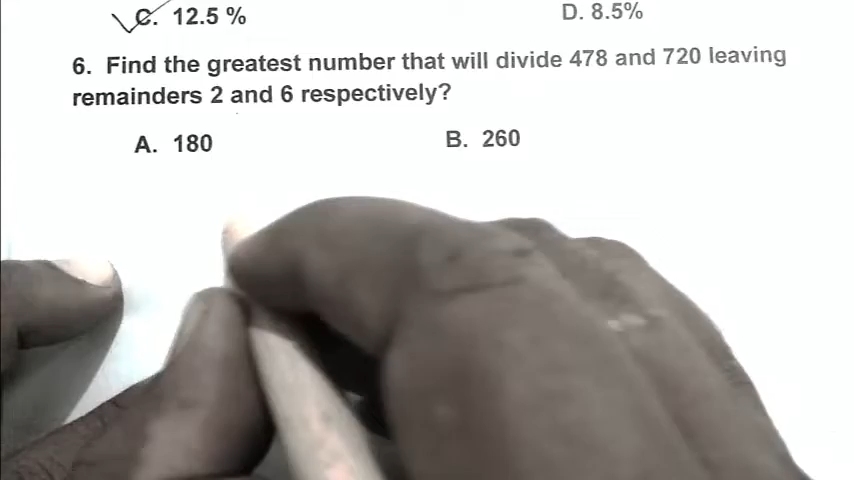 C. 12.5 % D. 8.5%
6. Find the greatest number that will divide 478 and 720 leaving
remainders 2 and 6 respectively?
A. 180 B. 260